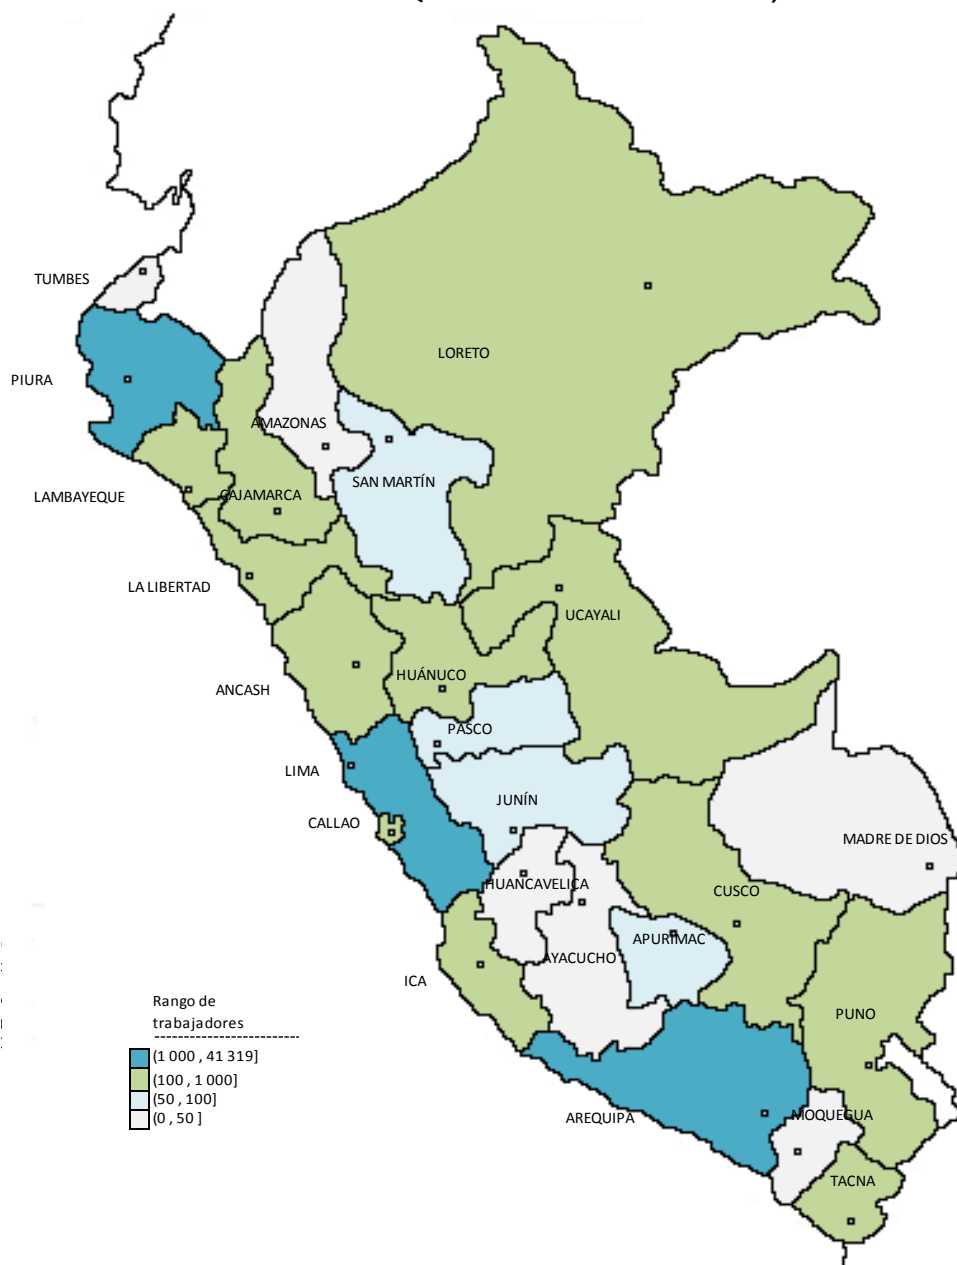 TUMBES
LORETO
PIURA
AMAZONAS
SAN MARTÍN
LAMBAYEQUE
CAJAMARCA
LA LIBERTAD
UCAYALI
HUÁNUCO
ANCASH
PASCO
LIMA
JUNÍN
CALLAO
MADRE DE DIOS
HUANCAVELICA
CUSCO
APURIMAC
AYACUCHO
ICA
PUNO
Rango de
trabajadores
(1 000 , 41 319]
(100 , 1 000]
(50 , 100]
(0 , 50 ]
AREQUIPA
MOQUEGUA
TACNA